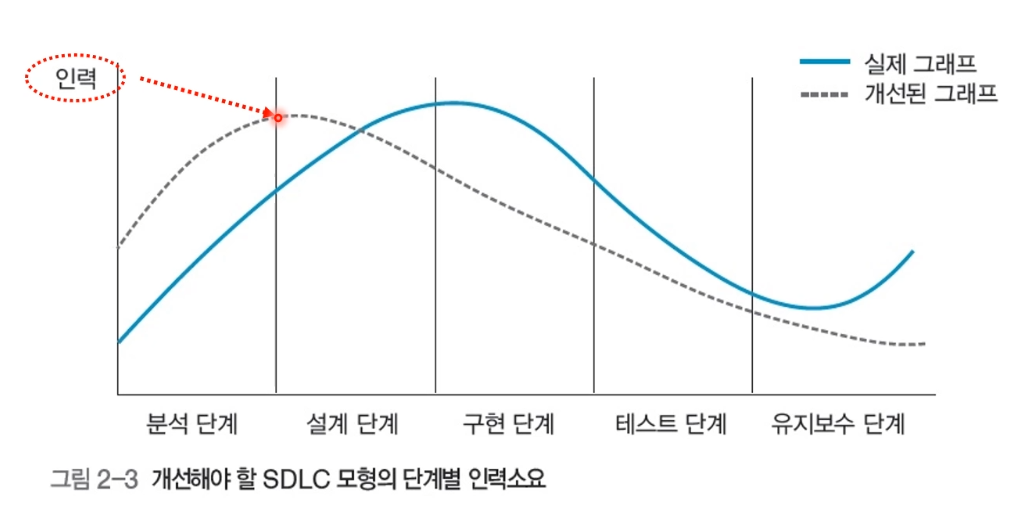 인력
실제 그래프
개선된 그래프
분석 단계
설계 단계
구현 단계
테스트 단계
유지보수 단계
그림 2-3 개선해야 할 SDLC 모형의 단계별 인력소요